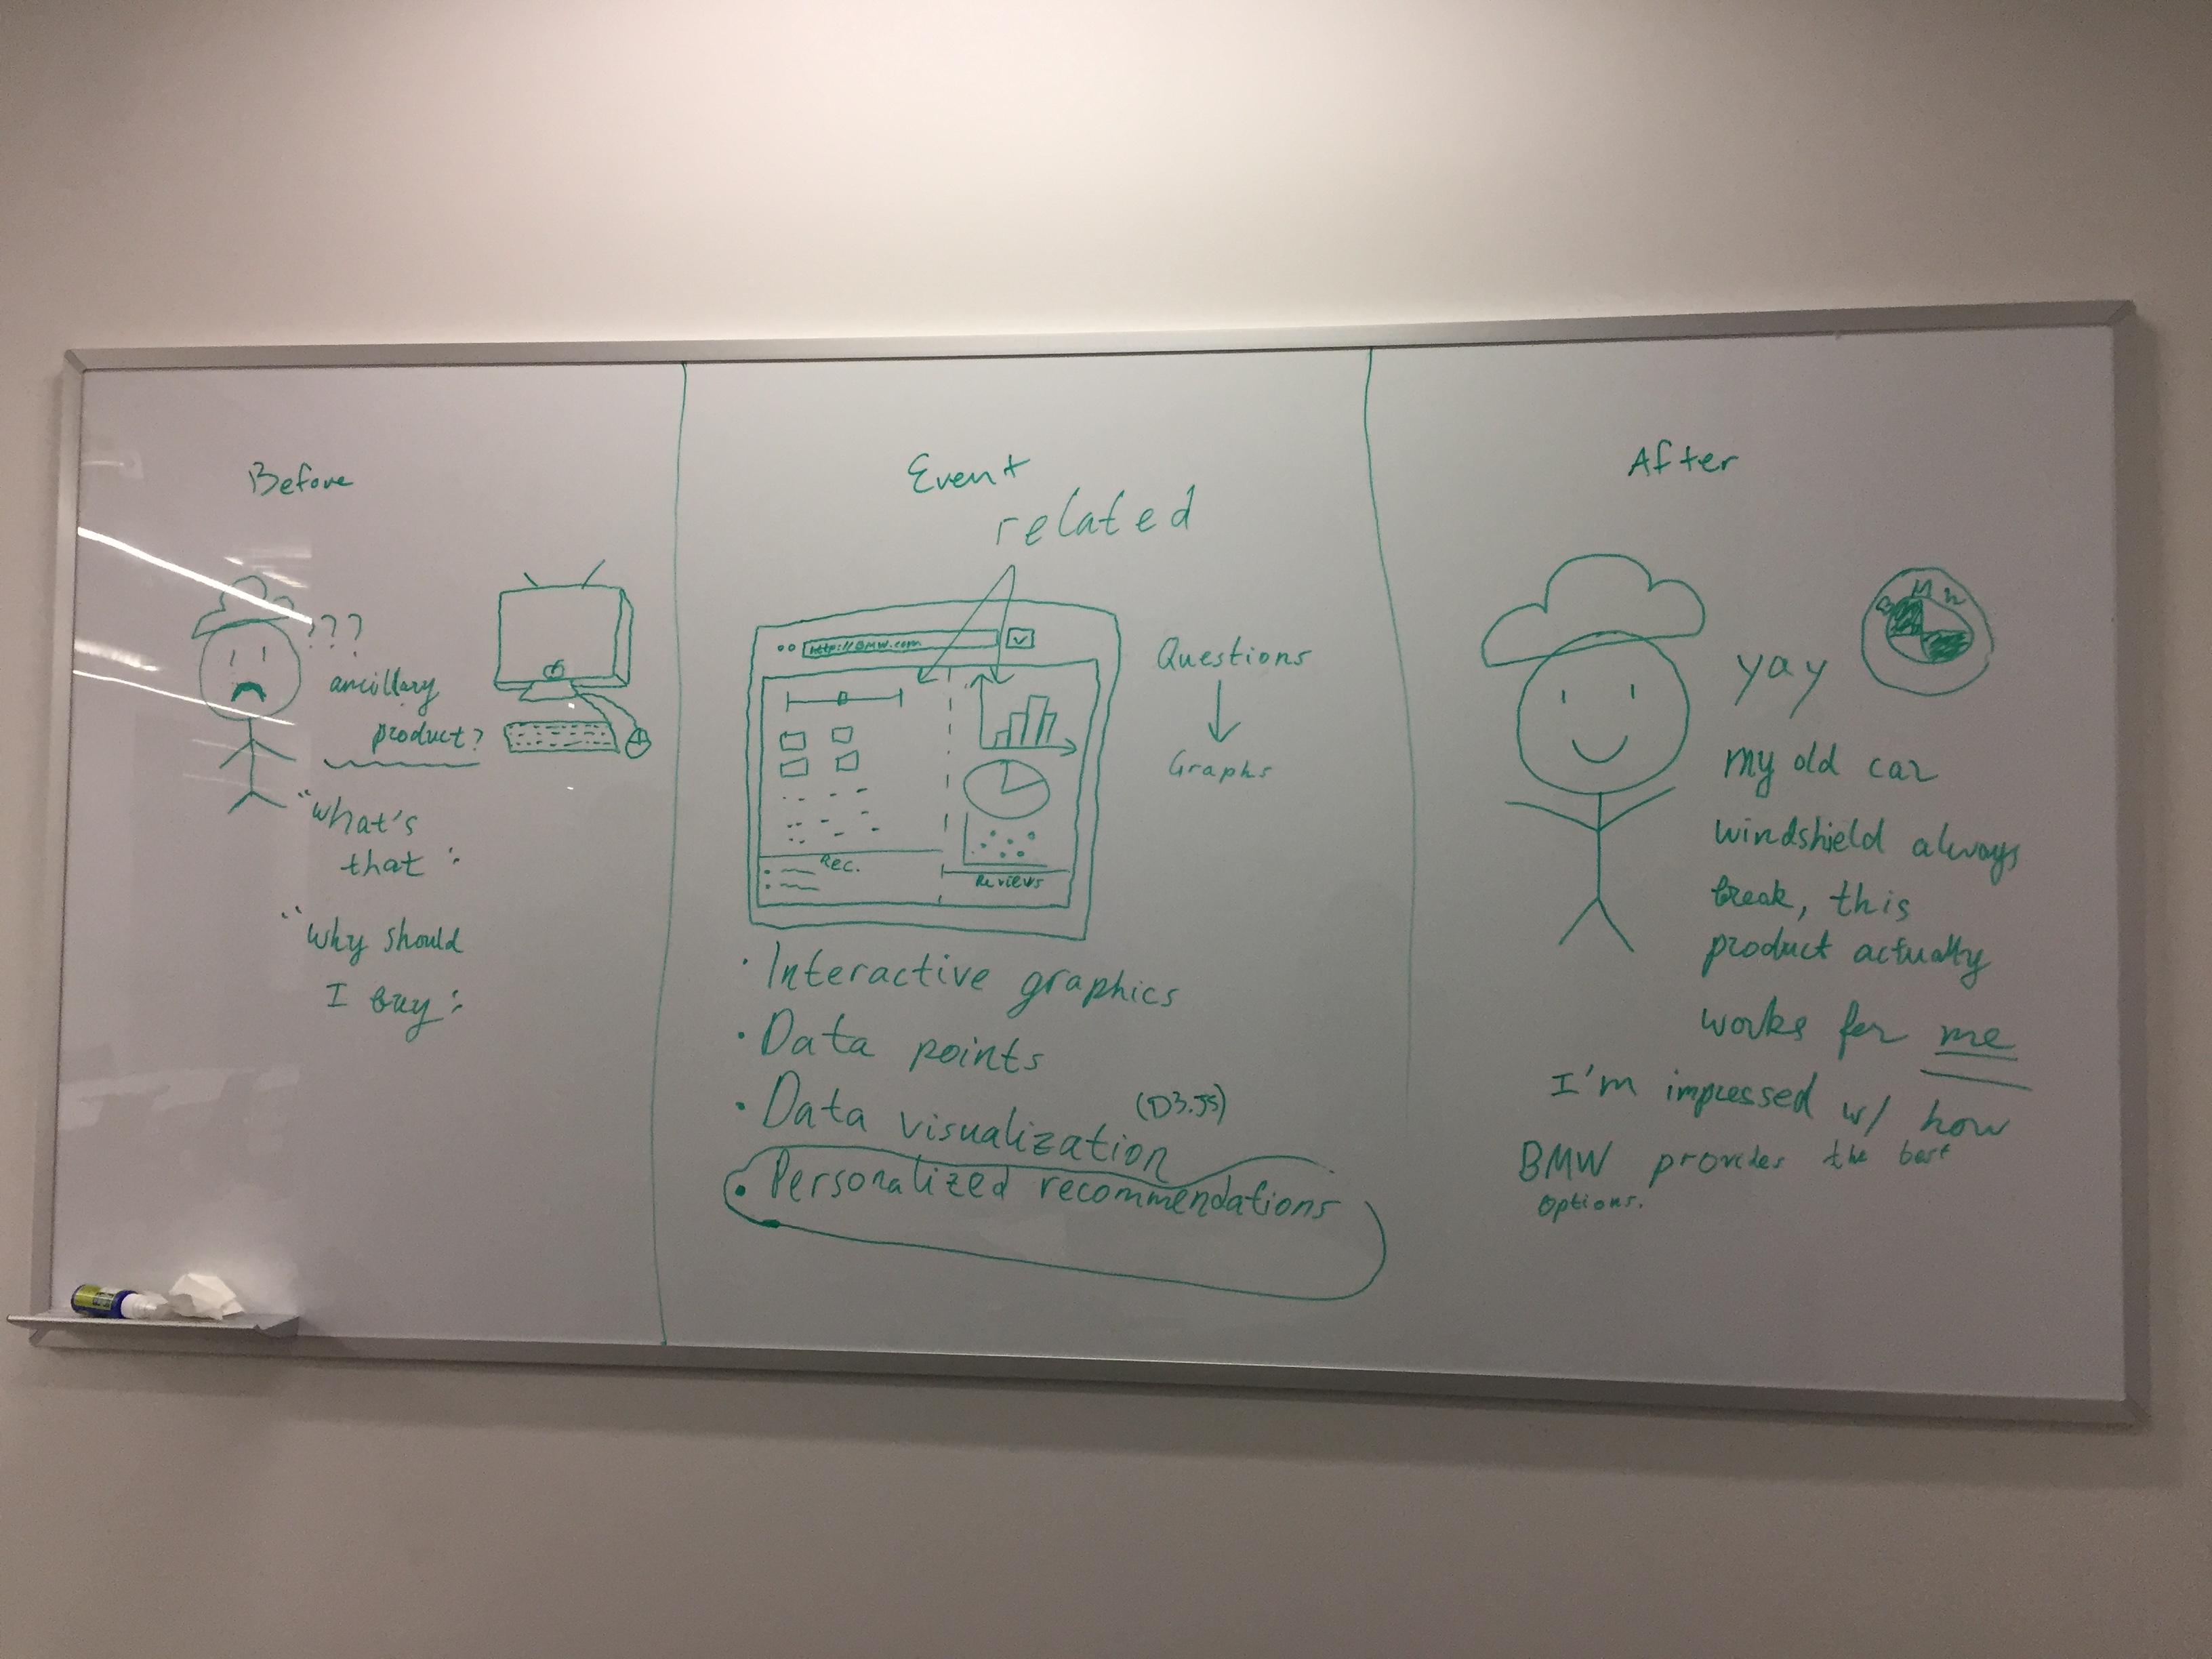 Before
???
ancillary
product?
"What's
that :
"Why should
I buy :
Event
related
http://BMW.com
Rec.
Reviews
Questions
Graphs
• Interactive graphics
• Data points
• Data visualization (D3.JS)
• Personalized recommendations
After
BMW
yay
my old car
windshield always
break, this
product actually
works for me
I'm impressed w/ how
BMW provides the best
options.